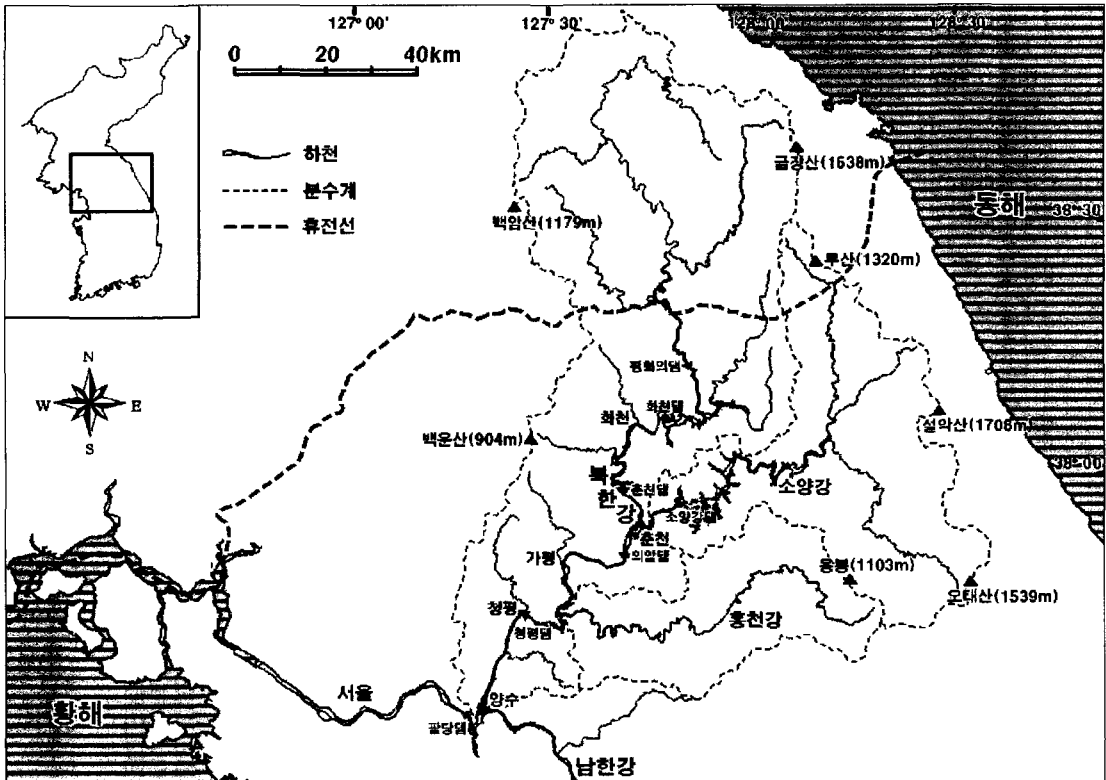 127° 00
127° 30
128° 00
128° 30
0 20 40km
하천
분수계
휴전선
금강산(1638m)
동해
38° 30
백암산(1179m)
무산(1320m)
N
W E
S
평화의댐
화천
화천댐
백운산(904m)
설악산(1708m)
38° 00
북한강
춘천댐
소양강
소양강댐
춘천
의암댐
가평
응봉(1103m)
오대산(1539m)
청평
청평댐
홍천강
서울
양수
황해
팔당댐
남한강